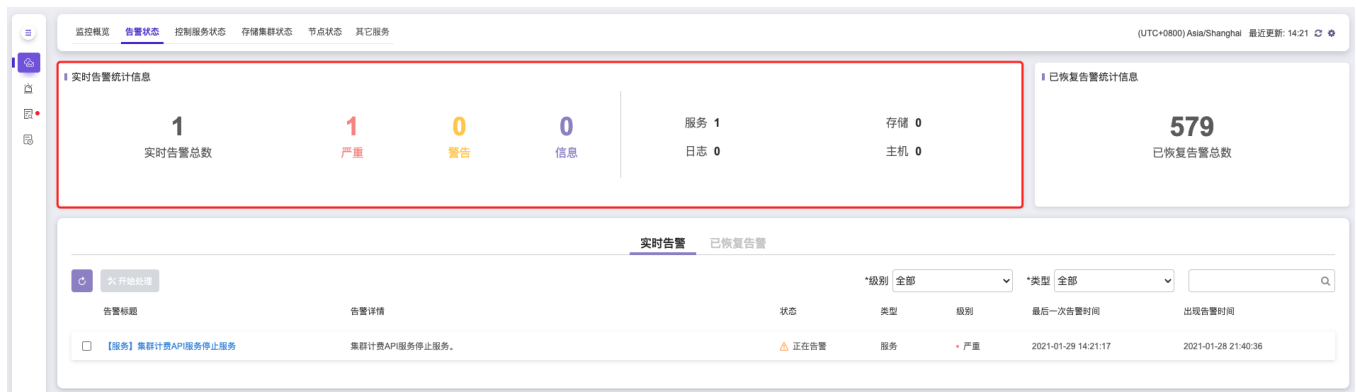 监控概览 告警状态 控制服务状态 存储集群状态 节点状态 其它服务 (UTC+0800) Asia/Shanghai 最近更新: 14:21
实时告警统计信息
1 实时告警总数
1 严重
0 警告
0 信息
服务 1 存储 0
日志 0 主机 0
已恢复告警统计信息
579
已恢复告警总数
实时告警 已恢复告警
开始处理 *级别 全部 *类型 全部
告警标题 告警详情 状态 类型 级别 最后一次告警时间 出现告警时间
【服务】集群计费API服务停止服务 集群计费API服务停止服务。 正在告警 服务 严重 2021-01-29 14:21:17 2021-01-28 21:40:36